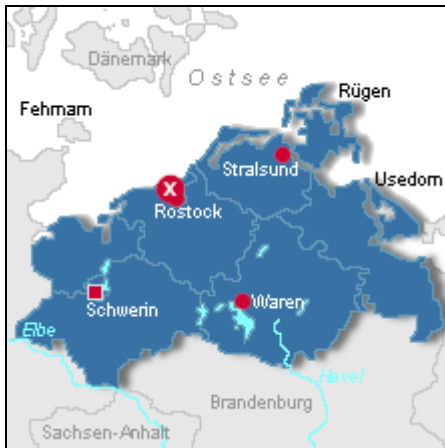 Dänemark
Ostsee
Rügen
Fehmarn
Stralsund
Usedom
X
Rostock
Schwerin
Waren
Elbe
Havel
Brandenburg
Sachsen-Anhalt